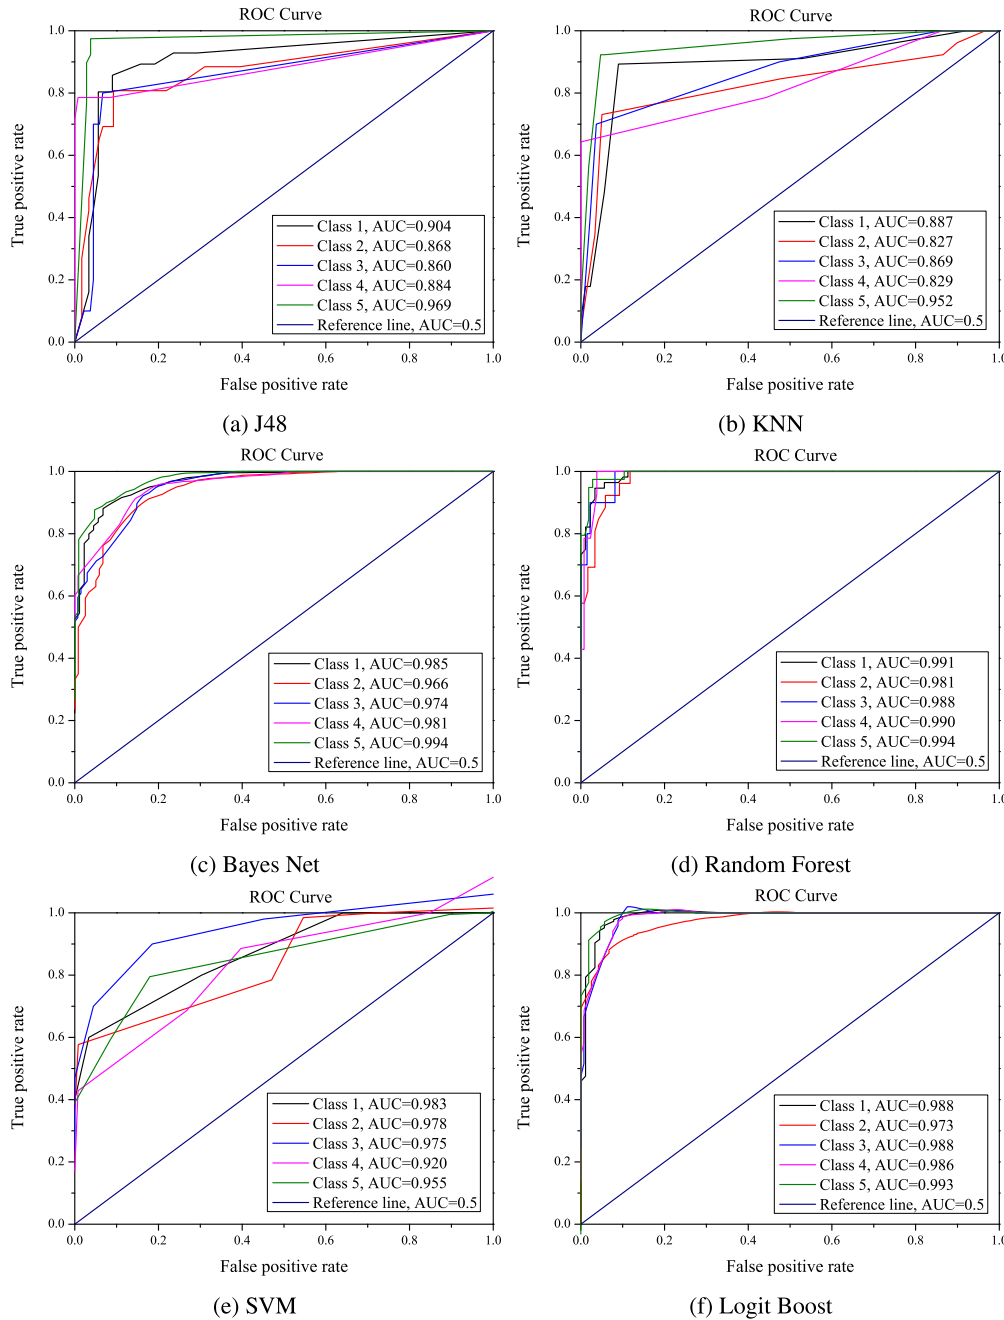 ROC Curve
True positive rate
1.0
0.8
0.6
0.4
0.2
0.0
Class 1, AUC=0.904
Class 2, AUC=0.868
Class 3, AUC=0.860
Class 4, AUC=0.884
Class 5, AUC=0.969
Reference line, AUC=0.5
0.0 0.2 0.4 0.6 0.8 1.0
False positive rate
(a) J48
ROC Curve
True positive rate
1.0
0.8
0.6
0.4
0.2
0.0
Class 1, AUC=0.887
Class 2, AUC=0.827
Class 3, AUC=0.869
Class 4, AUC=0.829
Class 5, AUC=0.952
Reference line, AUC=0.5
0.0 0.2 0.4 0.6 0.8 1.0
False positive rate
(b) KNN
ROC Curve
True positive rate
1.0
0.8
0.6
0.4
0.2
0.0
Class 1, AUC=0.985
Class 2, AUC=0.966
Class 3, AUC=0.974
Class 4, AUC=0.981
Class 5, AUC=0.994
Reference line, AUC=0.5
0.0 0.2 0.4 0.6 0.8 1.0
False positive rate
(c) Bayes Net
ROC Curve
True positive rate
1.0
0.8
0.6
0.4
0.2
0.0
Class 1, AUC=0.991
Class 2, AUC=0.981
Class 3, AUC=0.988
Class 4, AUC=0.990
Class 5, AUC=0.994
Reference line, AUC=0.5
0.0 0.2 0.4 0.6 0.8 1.0
False positive rate
(d) Random Forest
ROC Curve
True positive rate
1.0
0.8
0.6
0.4
0.2
0.0
Class 1, AUC=0.983
Class 2, AUC=0.978
Class 3, AUC=0.975
Class 4, AUC=0.920
Class 5, AUC=0.955
Reference line, AUC=0.5
0.0 0.2 0.4 0.6 0.8 1.0
False positive rate
(e) SVM
ROC Curve
True positive rate
1.0
0.8
0.6
0.4
0.2
0.0
Class 1, AUC=0.988
Class 2, AUC=0.973
Class 3, AUC=0.988
Class 4, AUC=0.986
Class 5, AUC=0.993
Reference line, AUC=0.5
0.0 0.2 0.4 0.6 0.8 1.0
False positive rate
(f) Logit Boost